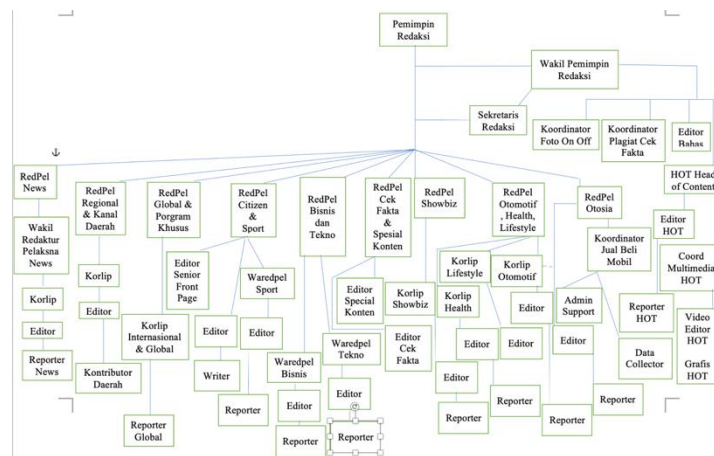 Pemimpin
Redaksi
Wakil Pemimpin
Redaksi
Sekretaris
Redaksi
Koordinator
Foto On Off
Koordinator
Plagiat Cek
Fakta
Editor
Bahas
RedPel
News
RedPel
Regional
& Kanal
Daerah
RedPel
Global &
Porgram
Khusus
RedPel
Citizen
&
Sport
RedPel
Bisnis
dan
Tekno
RedPel
Cek
Fakta
&
Spesial
Konten
RedPel
Showbiz
RedPel
Otomotif
, Health,
Lifestyle
RedPel
Otosia
HOT Head
of Content
Wakil
Redaktur
Pelaksna
News
Korlip
Editor
Reporter
News
Korlip
Editor
Kontributor
Daerah
Korlip
Internasional
& Global
Reporter
Global
Editor
Senior
Front
Page
Waredpel
Sport
Editor
Editor
Writer
Reporter
Waredpel
Bisnis
Editor
Reporter
Waredpel
Tekno
Editor
Reporter
Editor
Special
Konten
Editor
Cek
Fakta
Korlip
Showbiz
Korlip
Lifestyle
Korlip
Health
Korlip
Otomotif
Editor
Editor
Editor
Editor
Reporter
Reporter
Reporter
Reporter
Koordinator
Jual Beli
Mobil
Admin
Support
Editor
Data
Collector
Editor
HOT
Reporter
HOT
Coord
Multimedia
HOT
Video
Editor
HOT
Grafis
HOT